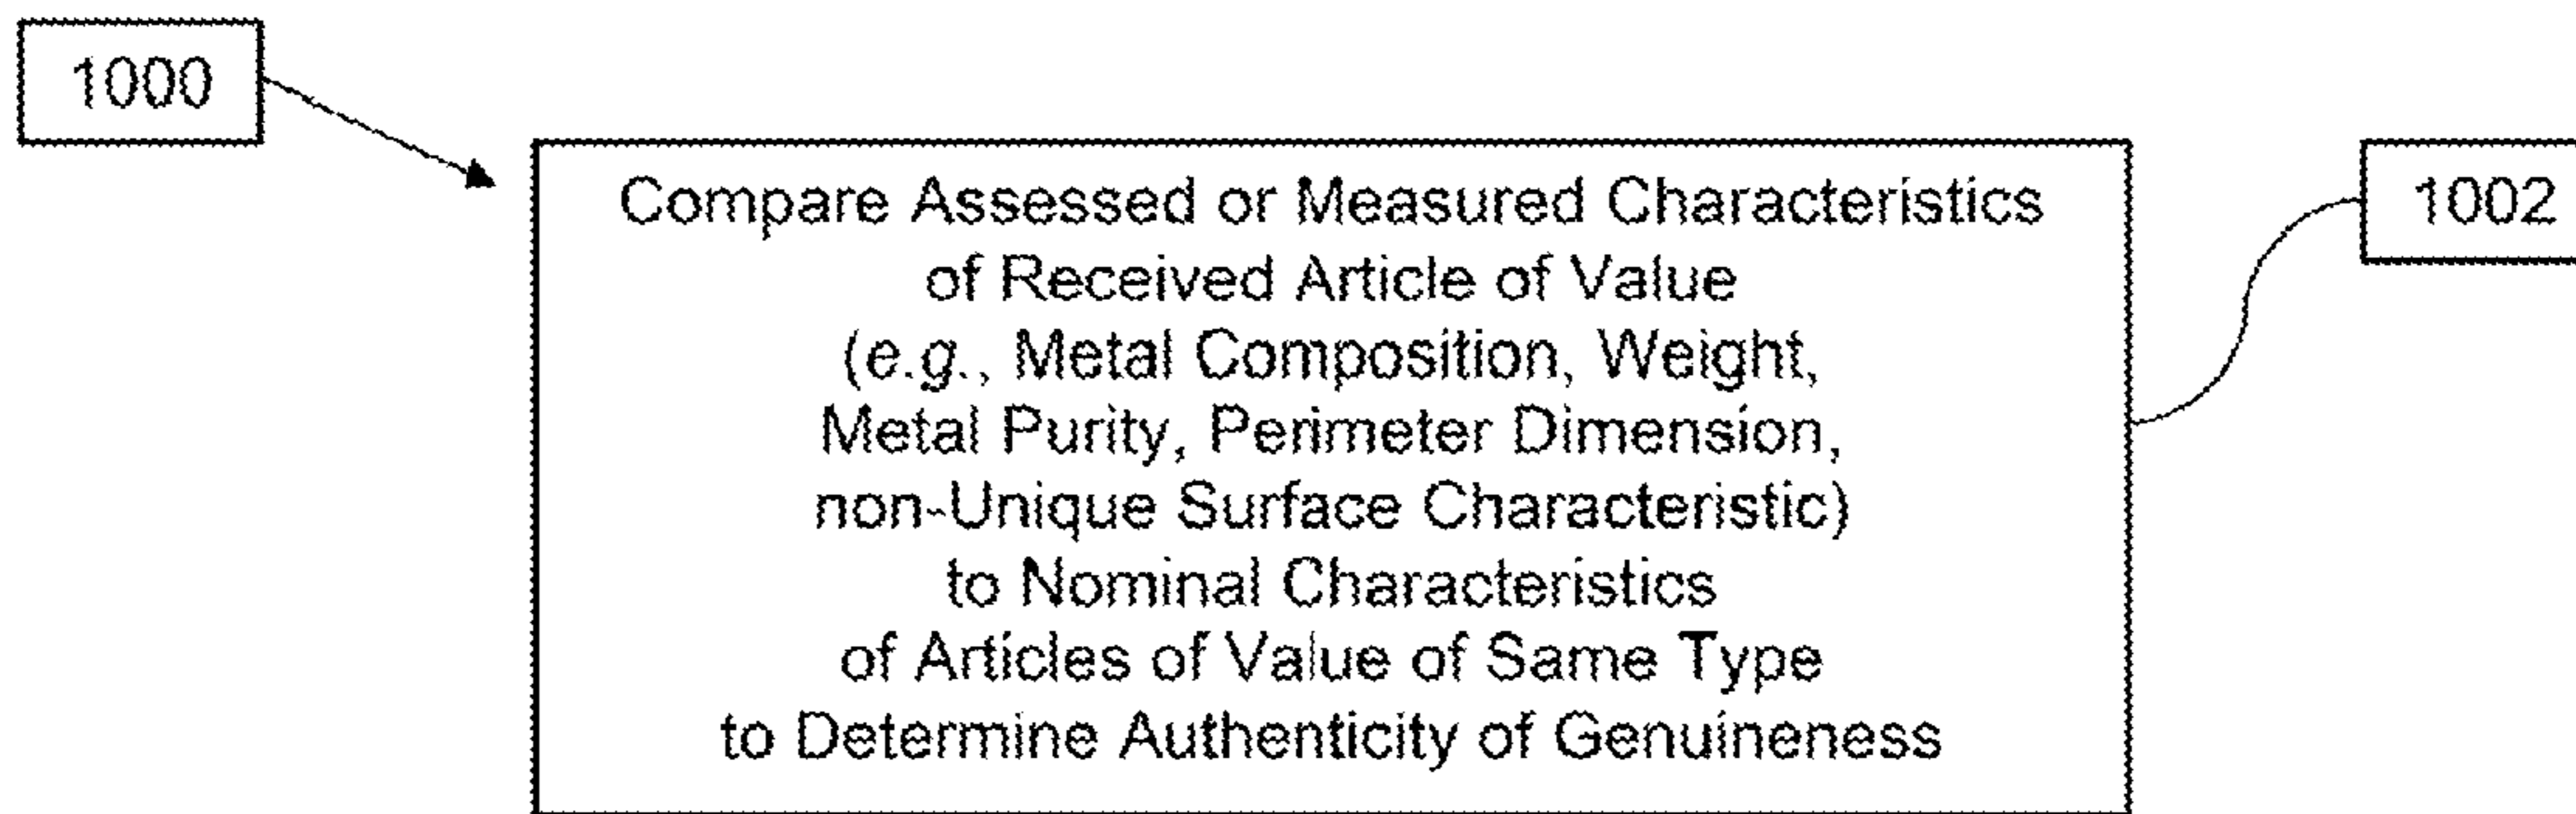 1000
Compare Assessed or Measured Characteristics
1002
of Received Article of Value
(e.g., Metal Composition, Weight,
Metal Purity, Perimeter Dimension,
non-Unique Surface Characteristic)
to Nominal Characteristics
of Articles of Value of Same Type
to Determine Authenticity of Genuineness